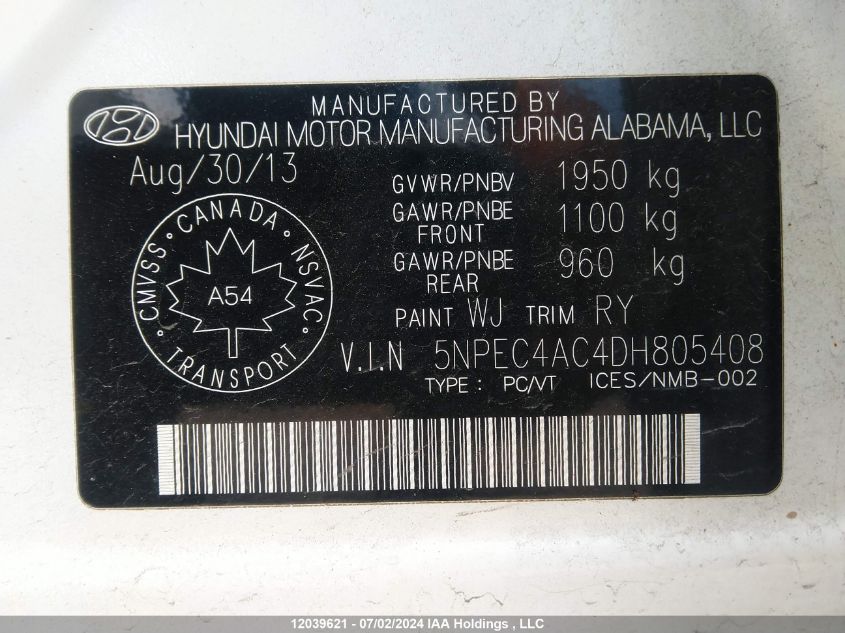 MANUFACTURED BY
HYUNDAI MOTOR MANUFACTURING ALABAMA, LLC
Aug/30/13
GVWR/PNBV 1950 kg
GAWR/PNBE FRONT 1100 kg
GAWR/PNBE REAR 960 kg
CMVSS • CANADA • NSVAC • TRANSPORT •
A54
PAINT WJ TRIM RY
V.I.N 5NPEC4AC4DH805408
TYPE : PC/VT ICES/NMB-002
12039621 - 07/02/2024 IAA Holdings , LLC